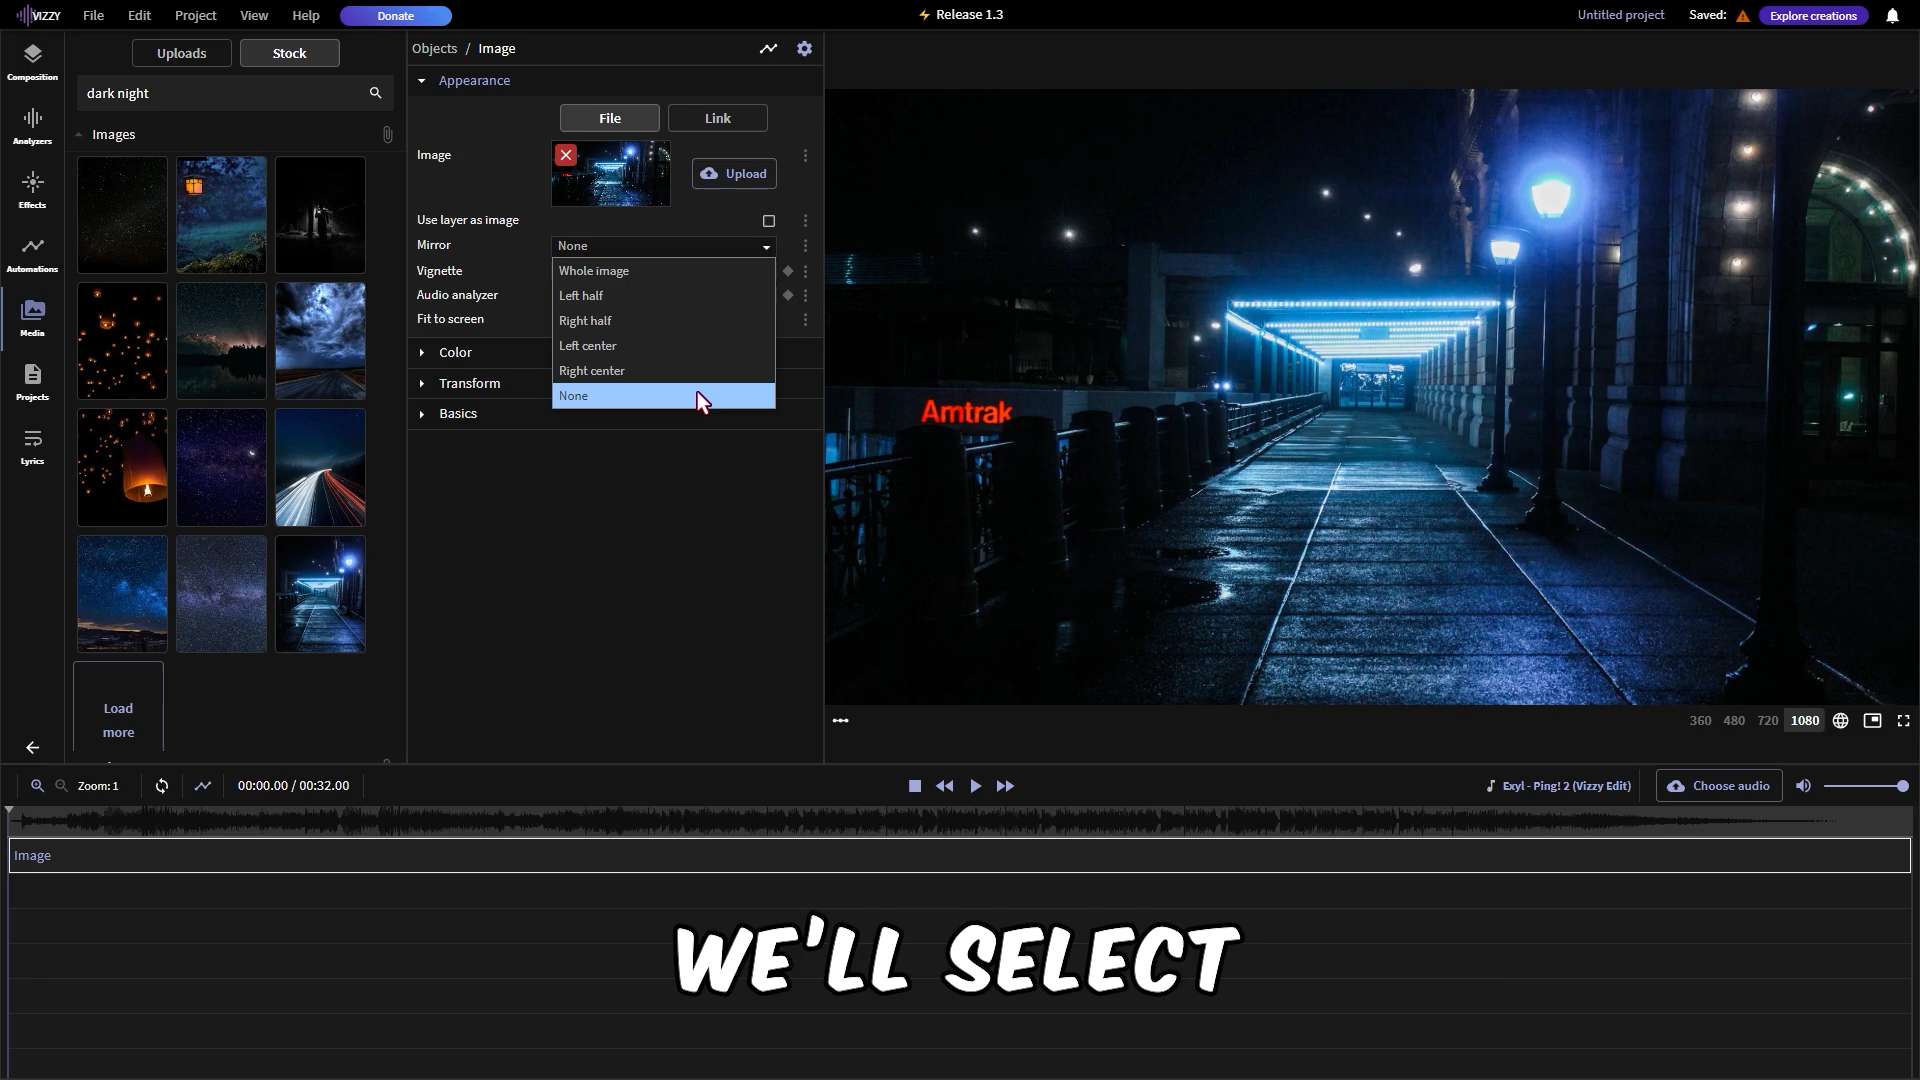 VIZZY
File
Edit
Project
View
Help
Donate
Release 1.3
Untitled project
Saved:
Explore creations
Composition
Analyzers
Effects
Automations
Media
Projects
Lyrics
Uploads
Stock
dark night
Images
Load
more
Objects / Image
Appearance
File
Link
Image
Upload
Use layer as image
Mirror
None
Vignette
Audio analyzer
Fit to screen
Whole image
Left half
Right half
Left center
Right center
None
Color
Transform
Basics
Amtrak
360
480
720
1080
Zoom: 1
00:00.00 / 00:32.00
Exyl - Ping! 2 (Vizzy Edit)
Choose audio
Image
WE'LL SELECT